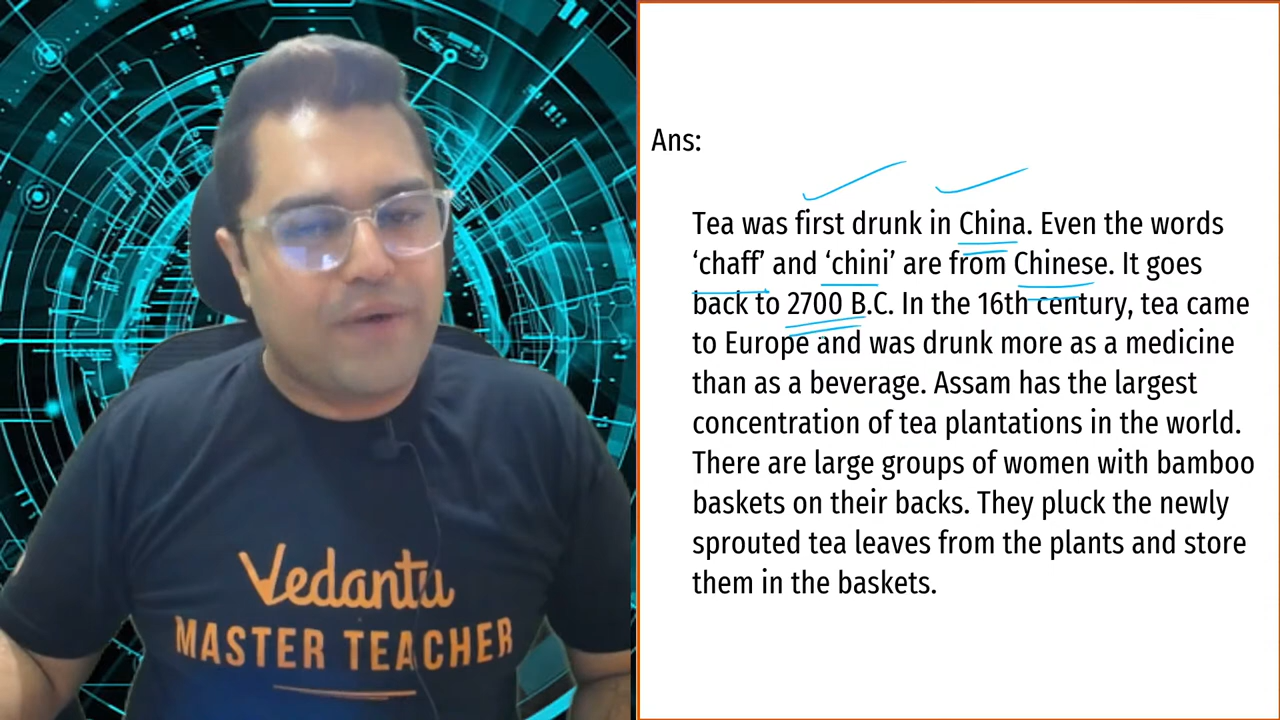 Vedantu
MASTER TEACHER
Ans:
Tea was first drunk in China. Even the words
‘chaff’ and ‘chini’ are from Chinese. It goes
back to 2700 B.C. In the 16th century, tea came
to Europe and was drunk more as a medicine
than as a beverage. Assam has the largest
concentration of tea plantations in the world.
There are large groups of women with bamboo
baskets on their backs. They pluck the newly
sprouted tea leaves from the plants and store
them in the baskets.